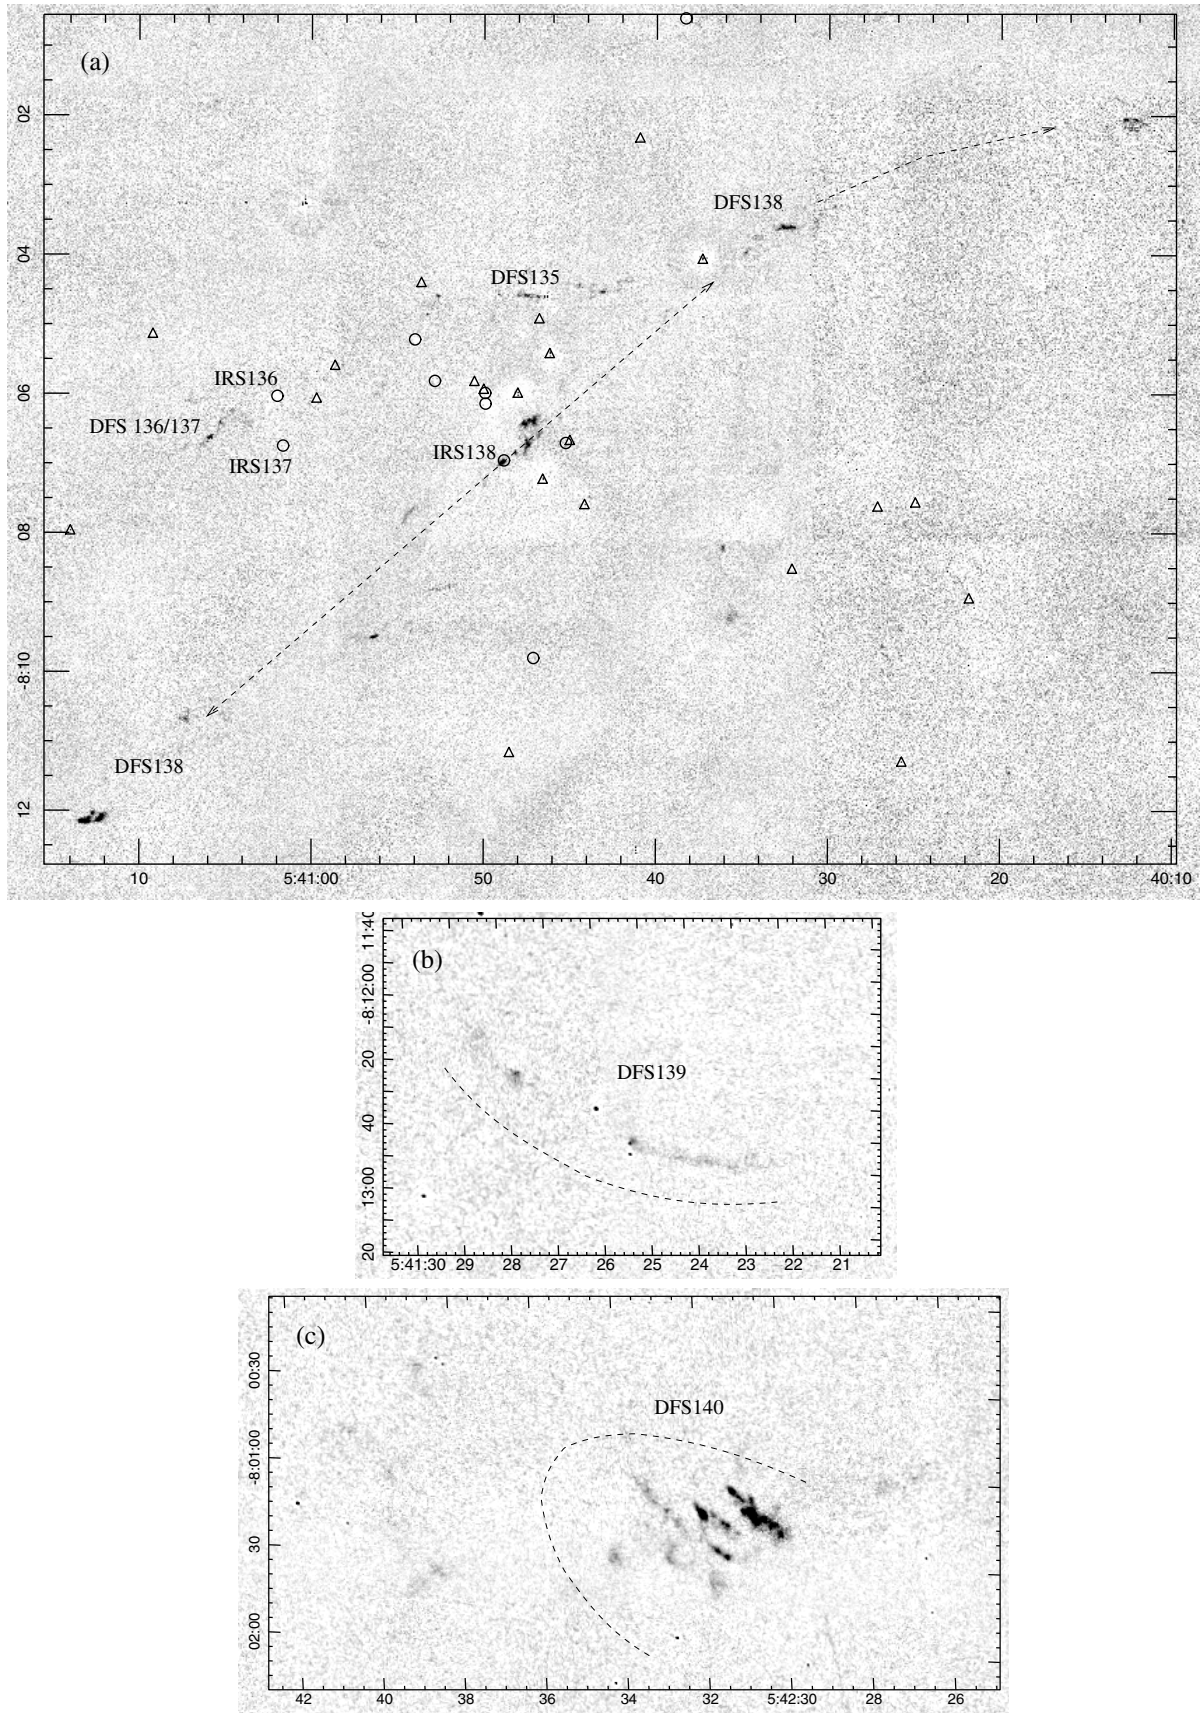 (a)
02
DFS138
04
DFS135
IRS136
06
DFS 136/137
IRS138
IRS137
08
-8:10
DFS138
12
10 5:41:00 50 40 30 20 40:10
(b)
11:40
-8:12:00
20
DFS139
40
13:00
20
5:41:30 29 28 27 26 25 24 23 22 21
(c)
00:30
DFS140
-8:01:00
30
02:00
42 40 38 36 34 32 5:42:30 28 26